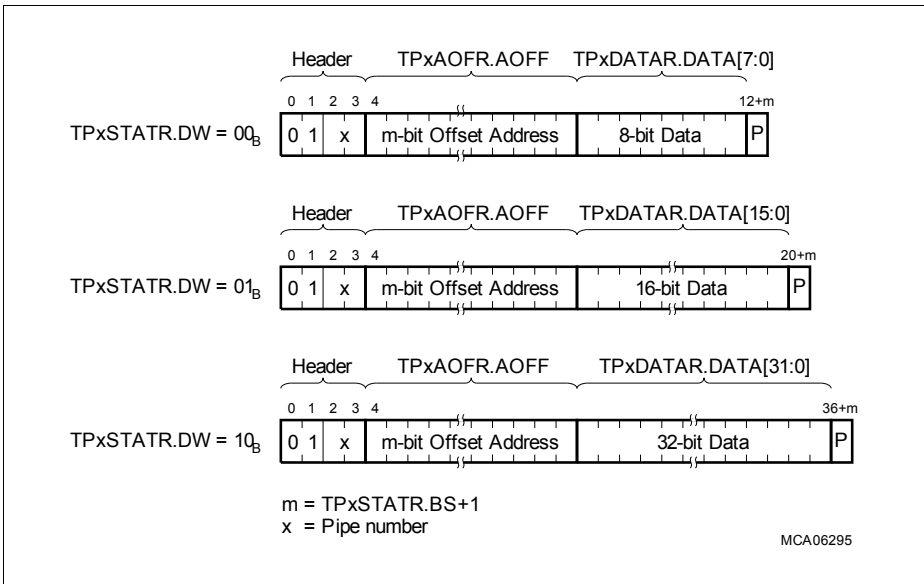 Header TPxAOFR.AOFF TPxDATAR.DATA[7:0]
0 1 2 3 4 12+m
TPxSTATR.DW = 00B 0 1 x m-bit Offset Address 8-bit Data P
Header TPxAOFR.AOFF TPxDATAR.DATA[15:0]
0 1 2 3 4 20+m
TPxSTATR.DW = 01B 0 1 x m-bit Offset Address 16-bit Data P
Header TPxAOFR.AOFF TPxDATAR.DATA[31:0]
0 1 2 3 4 36+m
TPxSTATR.DW = 10B 0 1 x m-bit Offset Address 32-bit Data P
m = TPxSTATR.BS+1
x = Pipe number
MCA06295